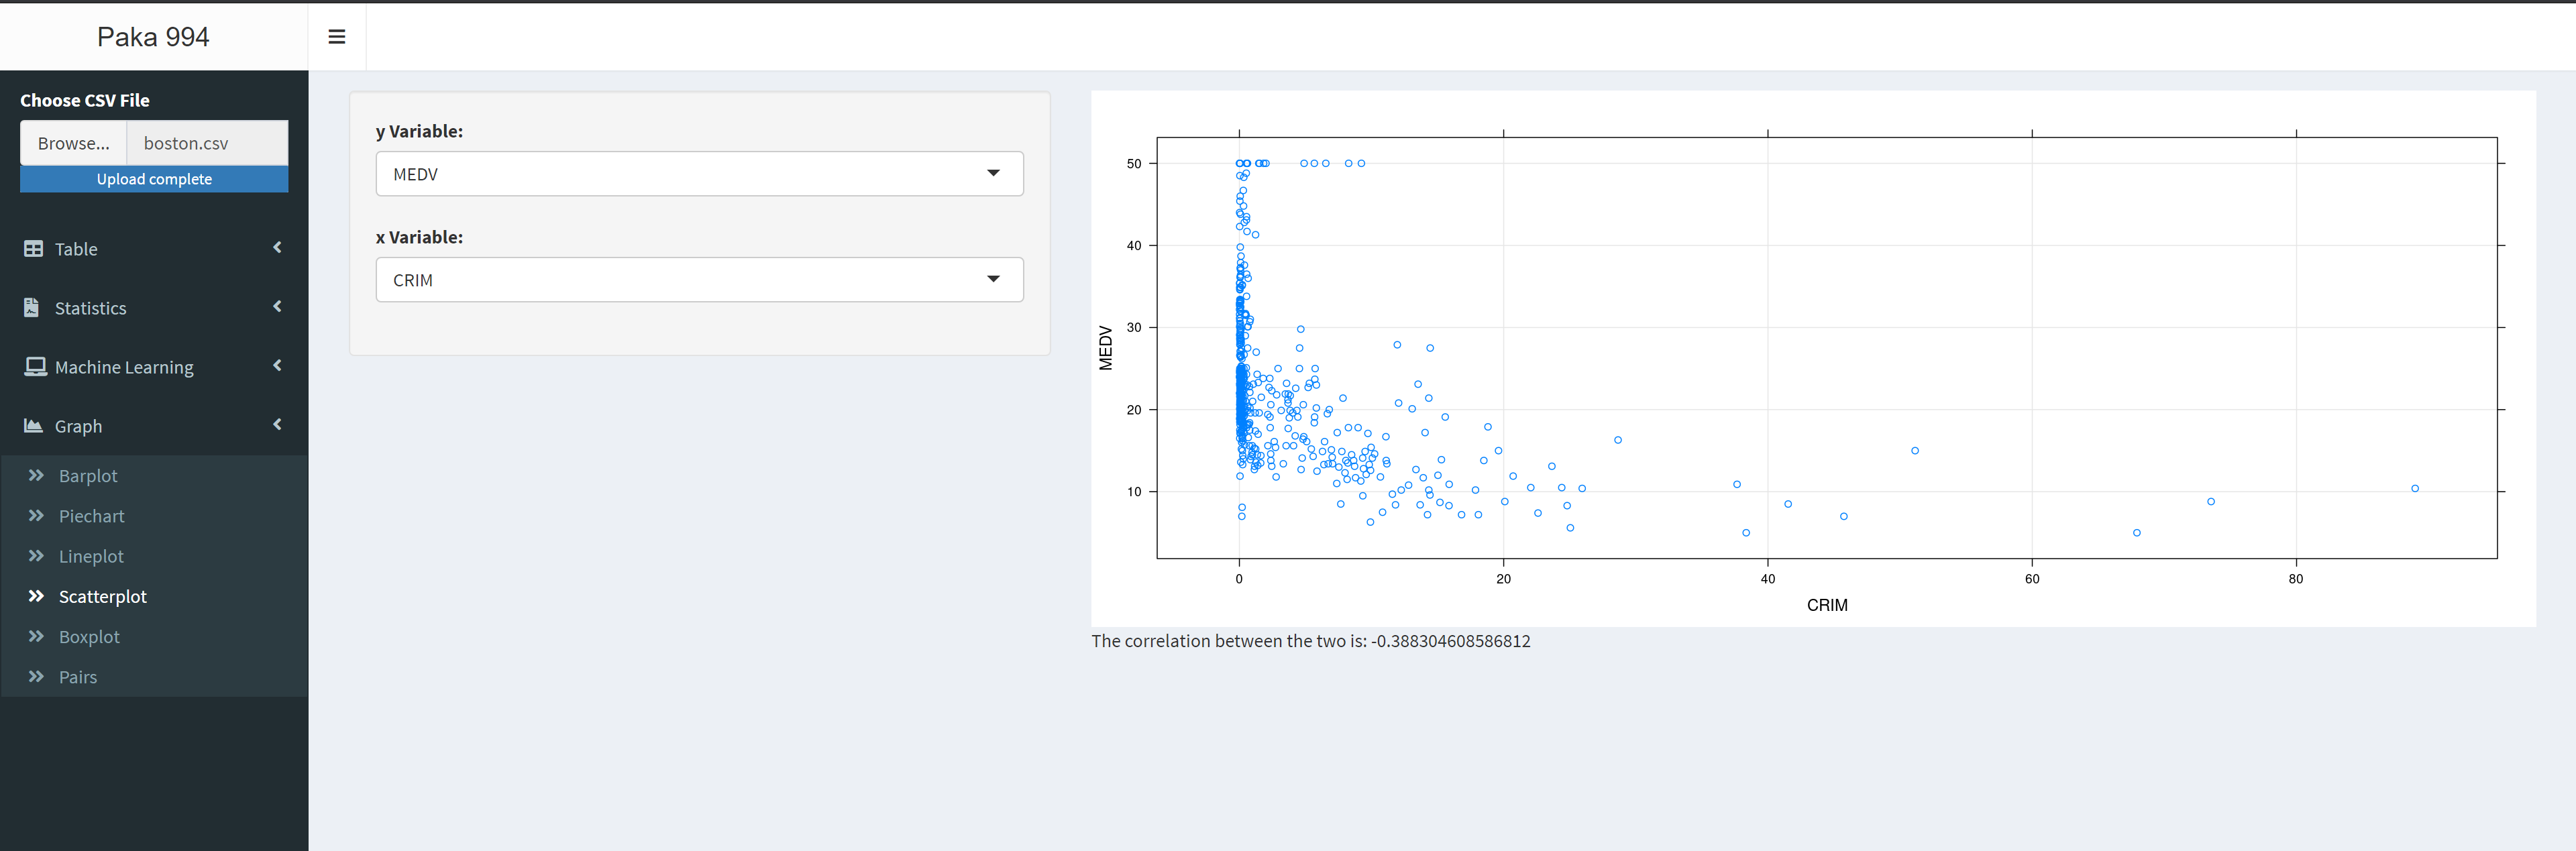 Paka 994
Choose CSV File
Browse... boston.csv
Upload complete
Table
Statistics
Machine Learning
Graph
Barplot
Piechart
Lineplot
Scatterplot
Boxplot
Pairs
y Variable:
MEDV
x Variable:
CRIM
50
40
30
20
10
MEDV
0 20 40 60 80
CRIM
The correlation between the two is: -0.388304608586812